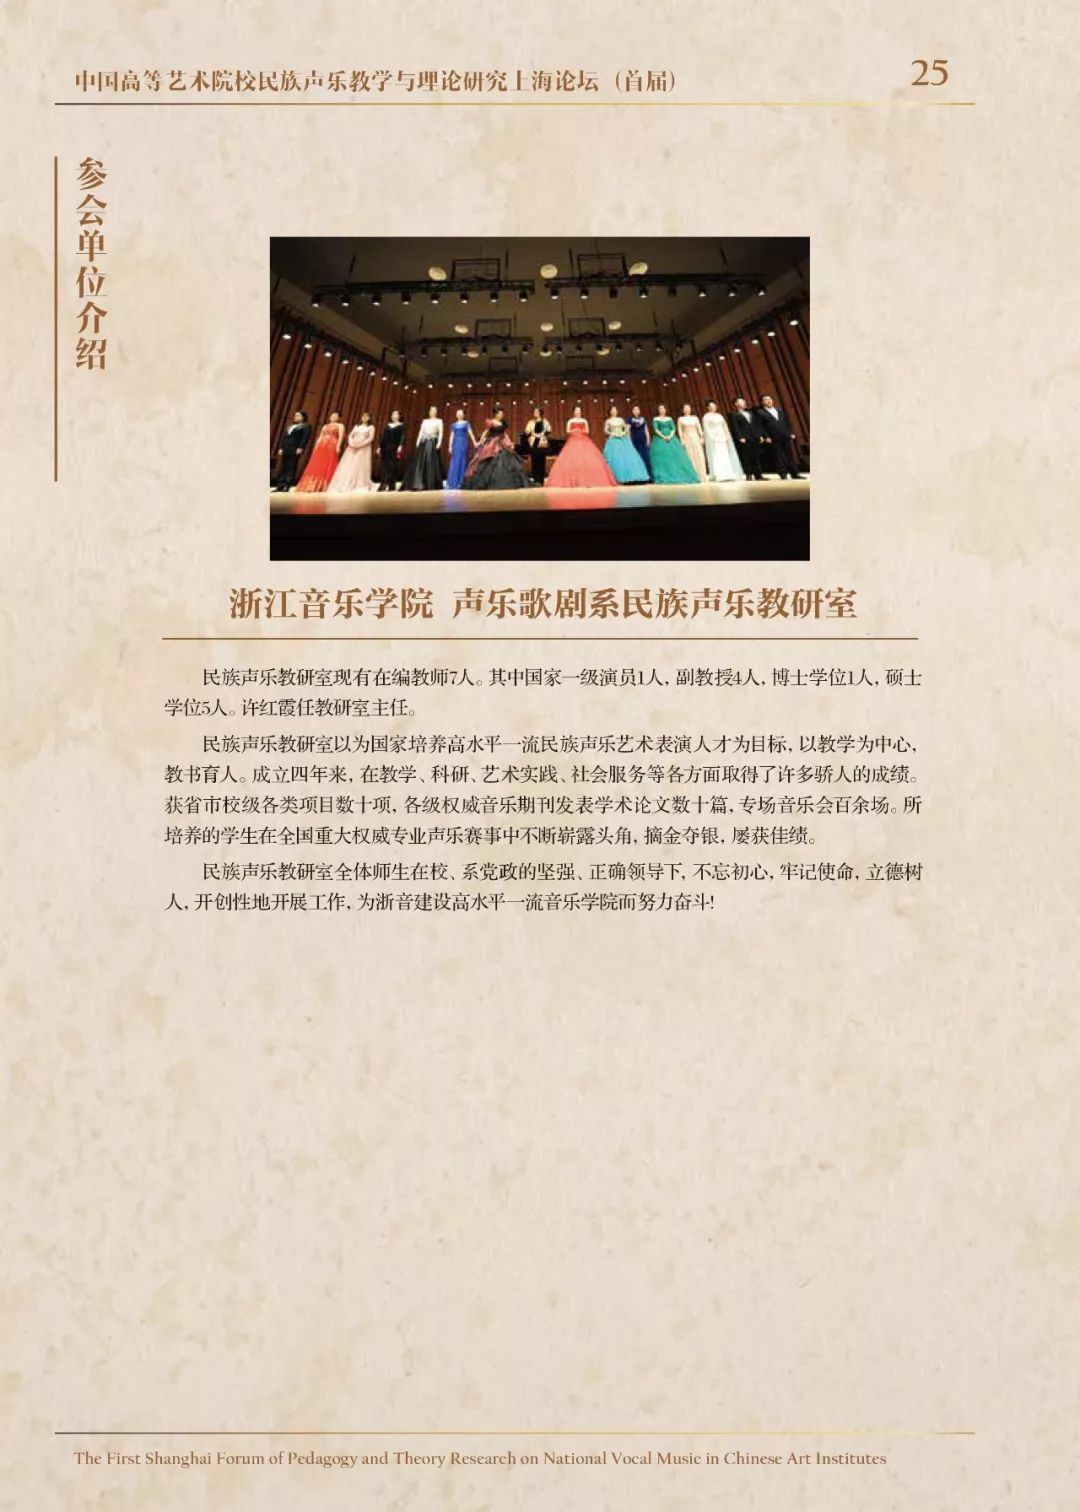 中国高等艺术院校民族声乐教学与理论研究上海论坛（首届）
25
参会单位介绍
浙江音乐学院 声乐歌剧系民族声乐教研室
民族声乐教研室现有在编教师7人。其中国家一级演员1人，副教授4人，博士学位1人，硕士
学位5人。许红霞任教研室主任。
民族声乐教研室以为国家培养高水平一流民族声乐艺术表演人才为目标，以教学为中心，
教书育人。成立四年来，在教学、科研、艺术实践、社会服务等各方面取得了许多骄人的成绩。
获省市校级各类项目数十项，各级权威音乐期刊发表学术论文数十篇，专场音乐会百余场。所
培养的学生在全国重大权威专业声乐赛事中不断崭露头角，摘金夺银，屡获佳绩。
民族声乐教研室全体师生在校、系党政的坚强、正确领导下，不忘初心，牢记使命，立德树
人，开创性地开展工作，为浙音建设高水平一流音乐学院而努力奋斗！
The First Shanghai Forum of Pedagogy and Theory Research on National Vocal Music in Chinese Art Institutes